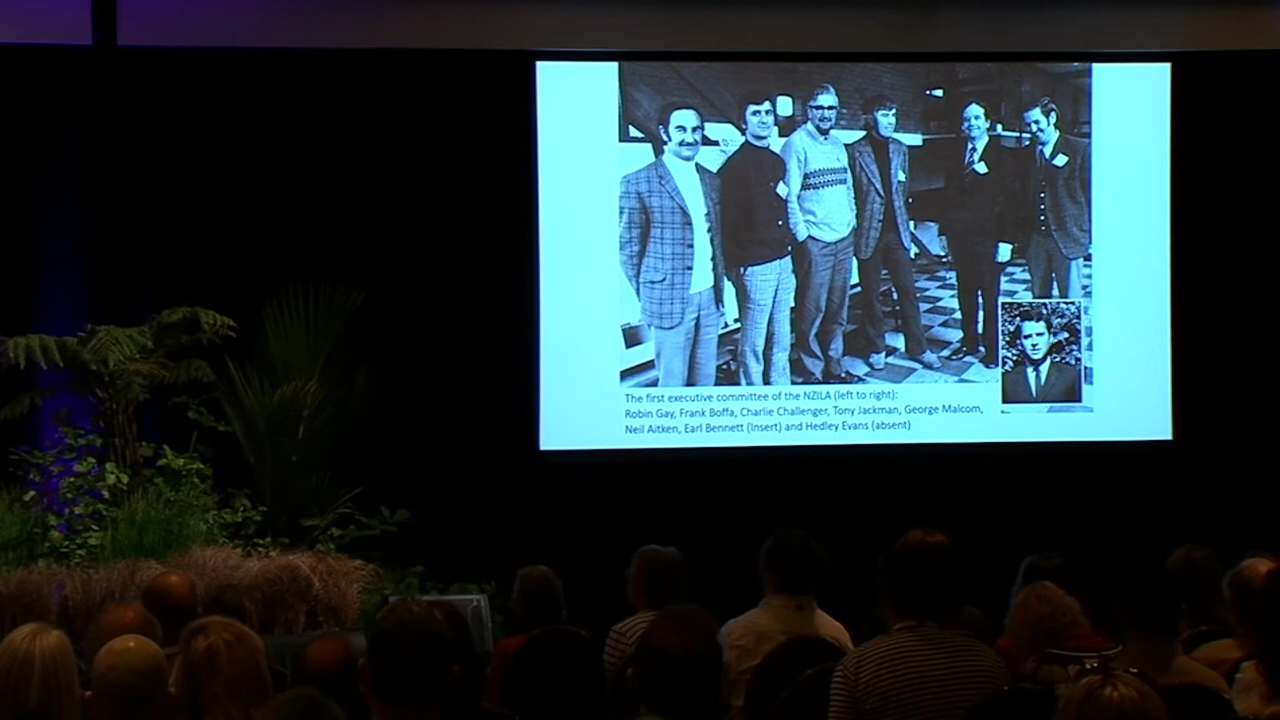 The first executive committee of the NZILA (left to right):
Robin Gay, Frank Boffa, Charlie Challenger, Tony Jackman, George Malcom,
Neil Aitken, Earl Bennett (Insert) and Hedley Evans (absent)